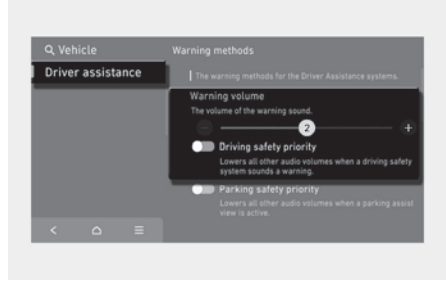 Vehicle
Warning methods
Driver assistance
The warning methods for the Driver Assistance systems.
Warning volume
The volume of the warning sound.
2
Driving safety priority
Lowers all other audio volumes when a driving safety
system sounds a warning.
Parking safety priority
Lowers all other audio volumes when a parking assist
view is active.